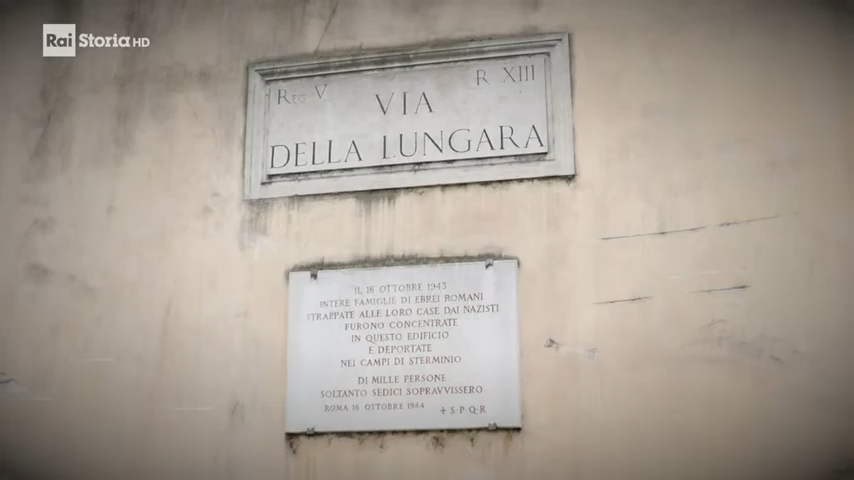 Rai Storia HD
REG V R XIII
VIA
DELLA LUNGARA
IL 16 OTTOBRE 1943
INTERE FAMIGLIE DI EBREI ROMANI
STRAPPATE ALLE LORO CASE DAI NAZISTI
FURONO CONCENTRATE
IN QUESTO EDIFICIO
E DEPORTATE
NEI CAMPI DI STERMINIO
DI MILLE PERSONE
SOLTANTO SEDICI SOPRAVVISSERO
ROMA 16 OTTOBRE 1984 + S·P·Q·R